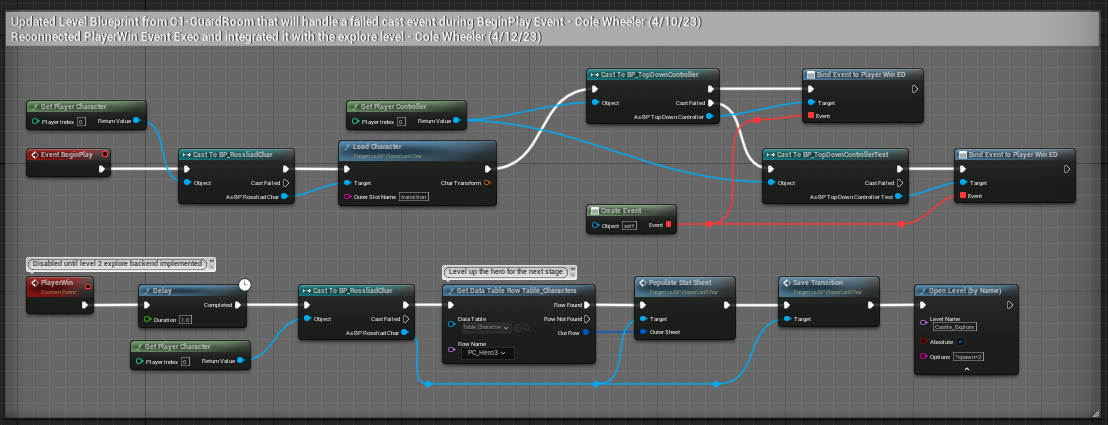 Updated Level Blueprint from C1-GuardRoom that will handle a failed cast event during BeginPlay Event - Cole Wheeler (4/10/23)
Reconnected PlayerWin Event Exec and integrated it with the explore level - Cole Wheeler (4/12/23)
Get Player Character
Player Index 0
Return Value
Event BeginPlay
Cast To BP_RossliadChar
Object
Cast Failed
As BP Rossliad Char
Get Player Controller
Player Index 0
Return Value
Load Character
Target is BP RossliadChar
Target
Char Transform
Outer Slot Name transition
Cast To BP_TopDownController
Object
Cast Failed
As BP Top Down Controller
Bind Event to Player Win ED
Target
Event
Cast To BP_TopDownControllerTest
Object
Cast Failed
As BP Top Down Controller Test
Bind Event to Player Win ED
Target
Event
Create Event
Object self
Event
Disabled until level 2 explore backend implemented
PlayerWin
Custom Event
Delay
Completed
Duration 1.0
Get Player Character
Player Index 0
Return Value
Cast To BP_RossliadChar
Object
Cast Failed
As BP Rossliad Char
Level up the hero for the next stage
Get Data Table Row Table_Characters
Row Found
Data Table
Row Not Found
Table_Character
Out Row
Row Name
PC_Hero3
Populate Stat Sheet
Target is BP RossliadChar
Target
Outer Sheet
Save Transition
Target is BP RossliadChar
Target
Open Level (by Name)
Level Name
Castle_Explore
Absolute
Options ?spawn=2